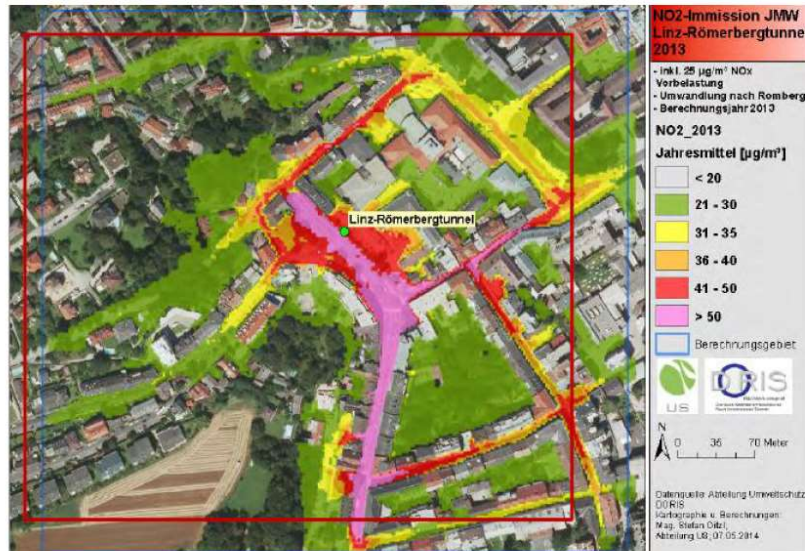 NO2-Immission JMW
Linz-Römerbergtunnel
2013
- inkl. 25 µg/m³ NOx
Vorbelastung
- Umwandlung nach Romberg
- Berechnungsjahr 2013
NO2_2013
Jahresmittel [µg/m³]
< 20
21 - 30
31 - 35
36 - 40
41 - 50
> 50
Berechnungsgebiet
US
DORIS
N
0 35 70 Meter
Datenquelle: Abteilung Umweltschutz,
DORIS
Kartographie u. Berechnungen:
Mag. Stefan Oitzl,
Abteilung US; 07.05.2014
Linz-Römerbergtunnel